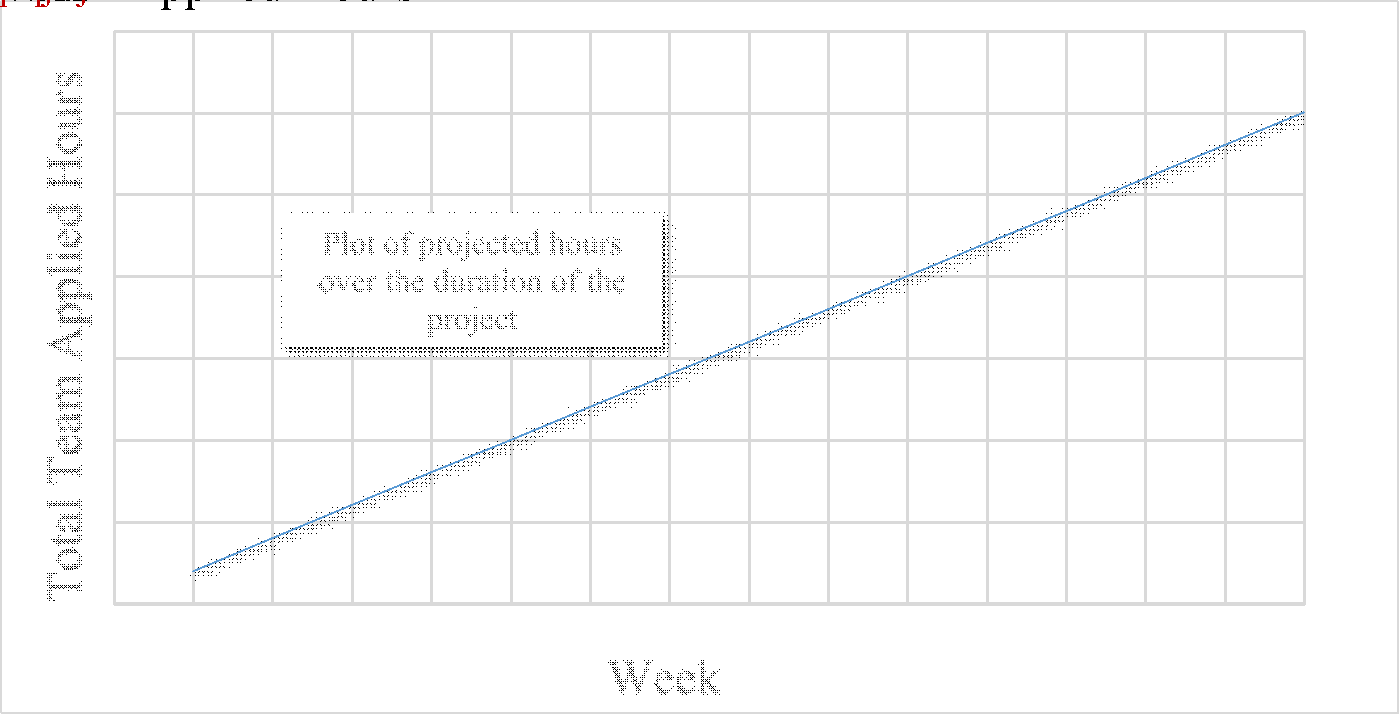 Total Team Applied Hours
Plot of projected hours
over the duration of the
project
Week